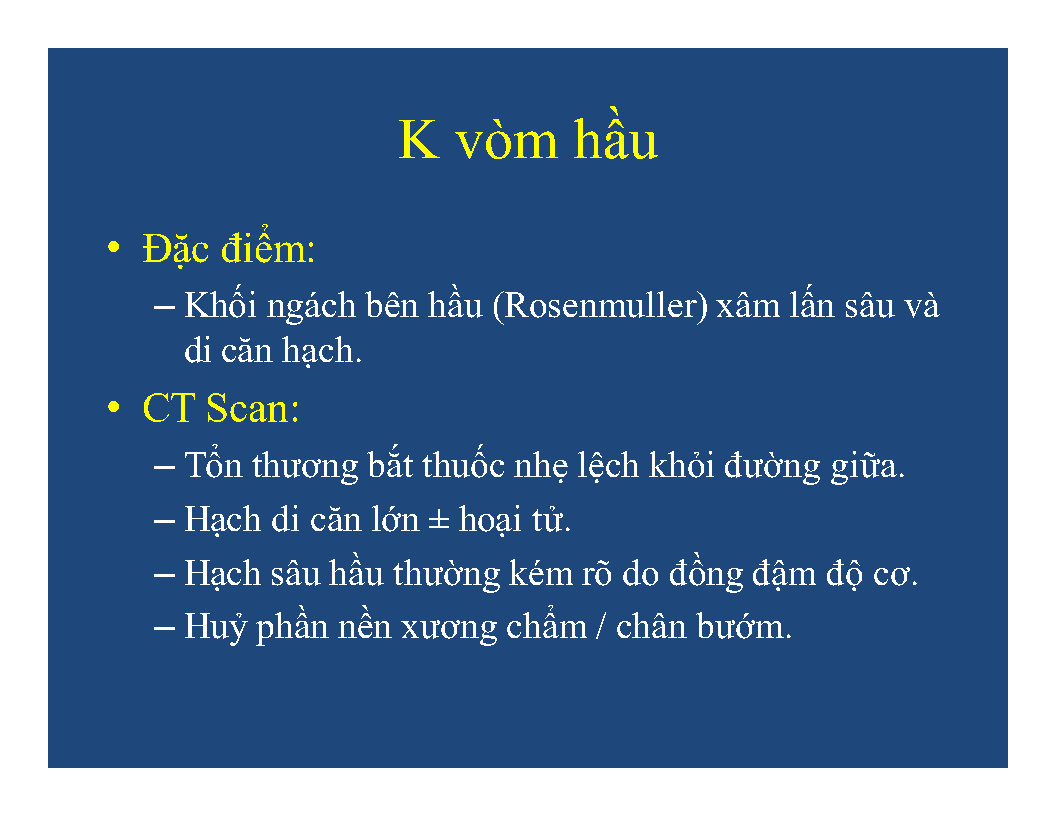 K vòm hầu
• Đặc điểm:
– Khối ngách bên hầu (Rosenmuller) xâm lấn sâu và
di căn hạch.
• CT Scan:
– Tổn thương bắt thuốc nhẹ lệch khỏi đường giữa.
– Hạch di căn lớn ± hoại tử.
– Hạch sâu hầu thường kém rõ do đồng đậm độ cơ.
– Huỷ phần nền xương chẩm / chân bướm.